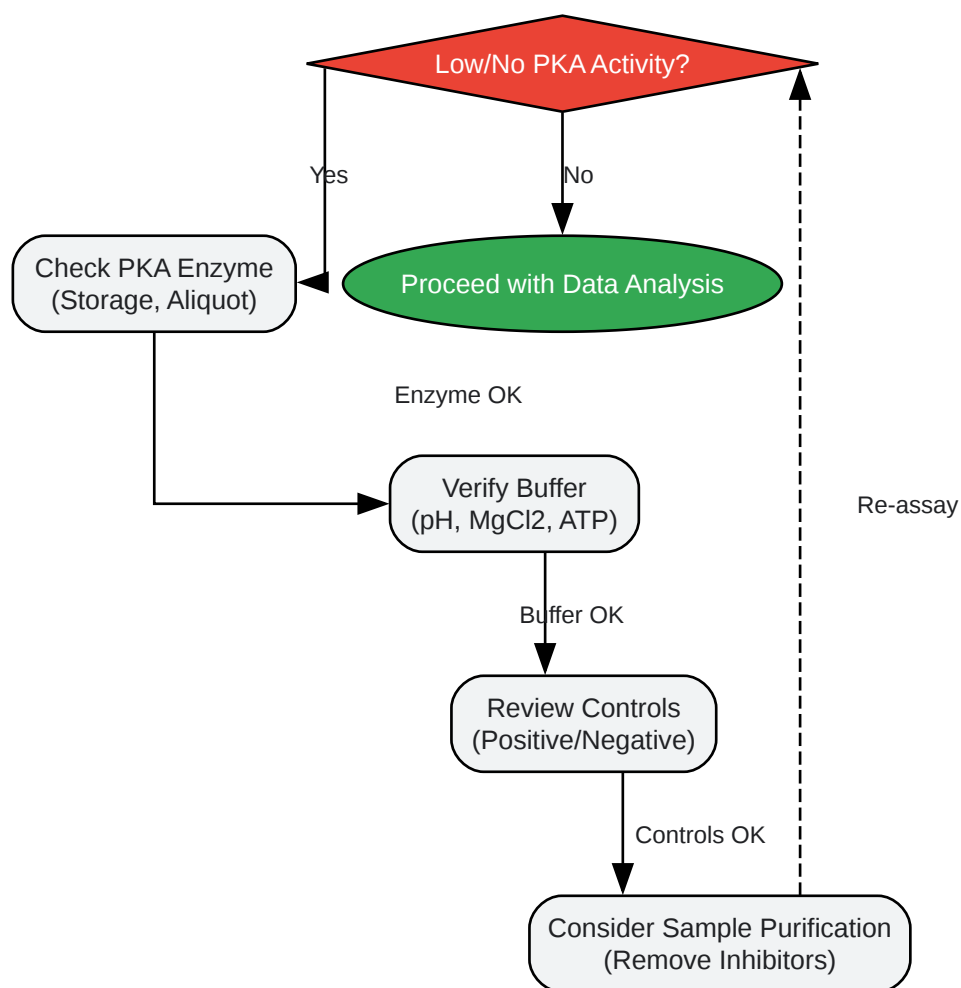 Low/No PKA Activity?
Yes
No
Check PKA Enzyme
(Storage, Aliquot)
Proceed with Data Analysis
Enzyme OK
Verify Buffer
(pH, MgCl2, ATP)
Re-assay
Buffer OK
Review Controls
(Positive/Negative)
Controls OK
Consider Sample Purification
(Remove Inhibitors)